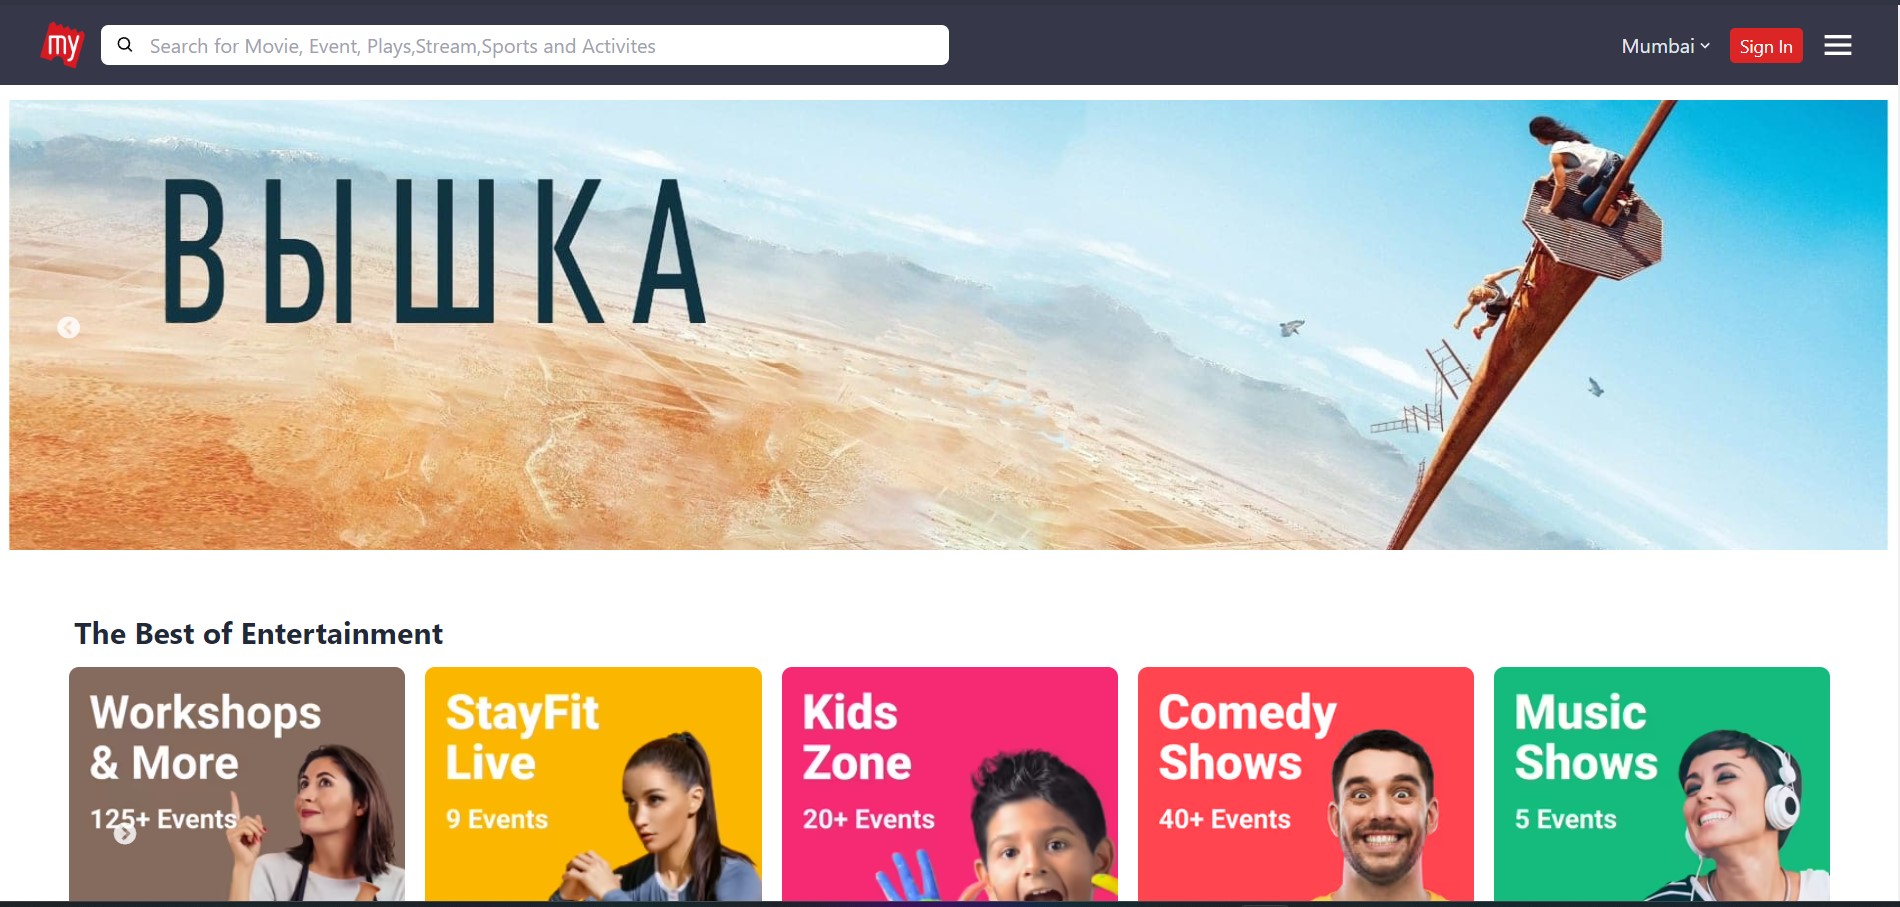 my
Search for Movie, Event, Plays,Stream,Sports and Activites
Mumbai
Sign In
ВЫШКА
The Best of Entertainment
Workshops
& More
125+ Events
StayFit
Live
9 Events
Kids
Zone
20+ Events
Comedy
Shows
40+ Events
Music
Shows
5 Events